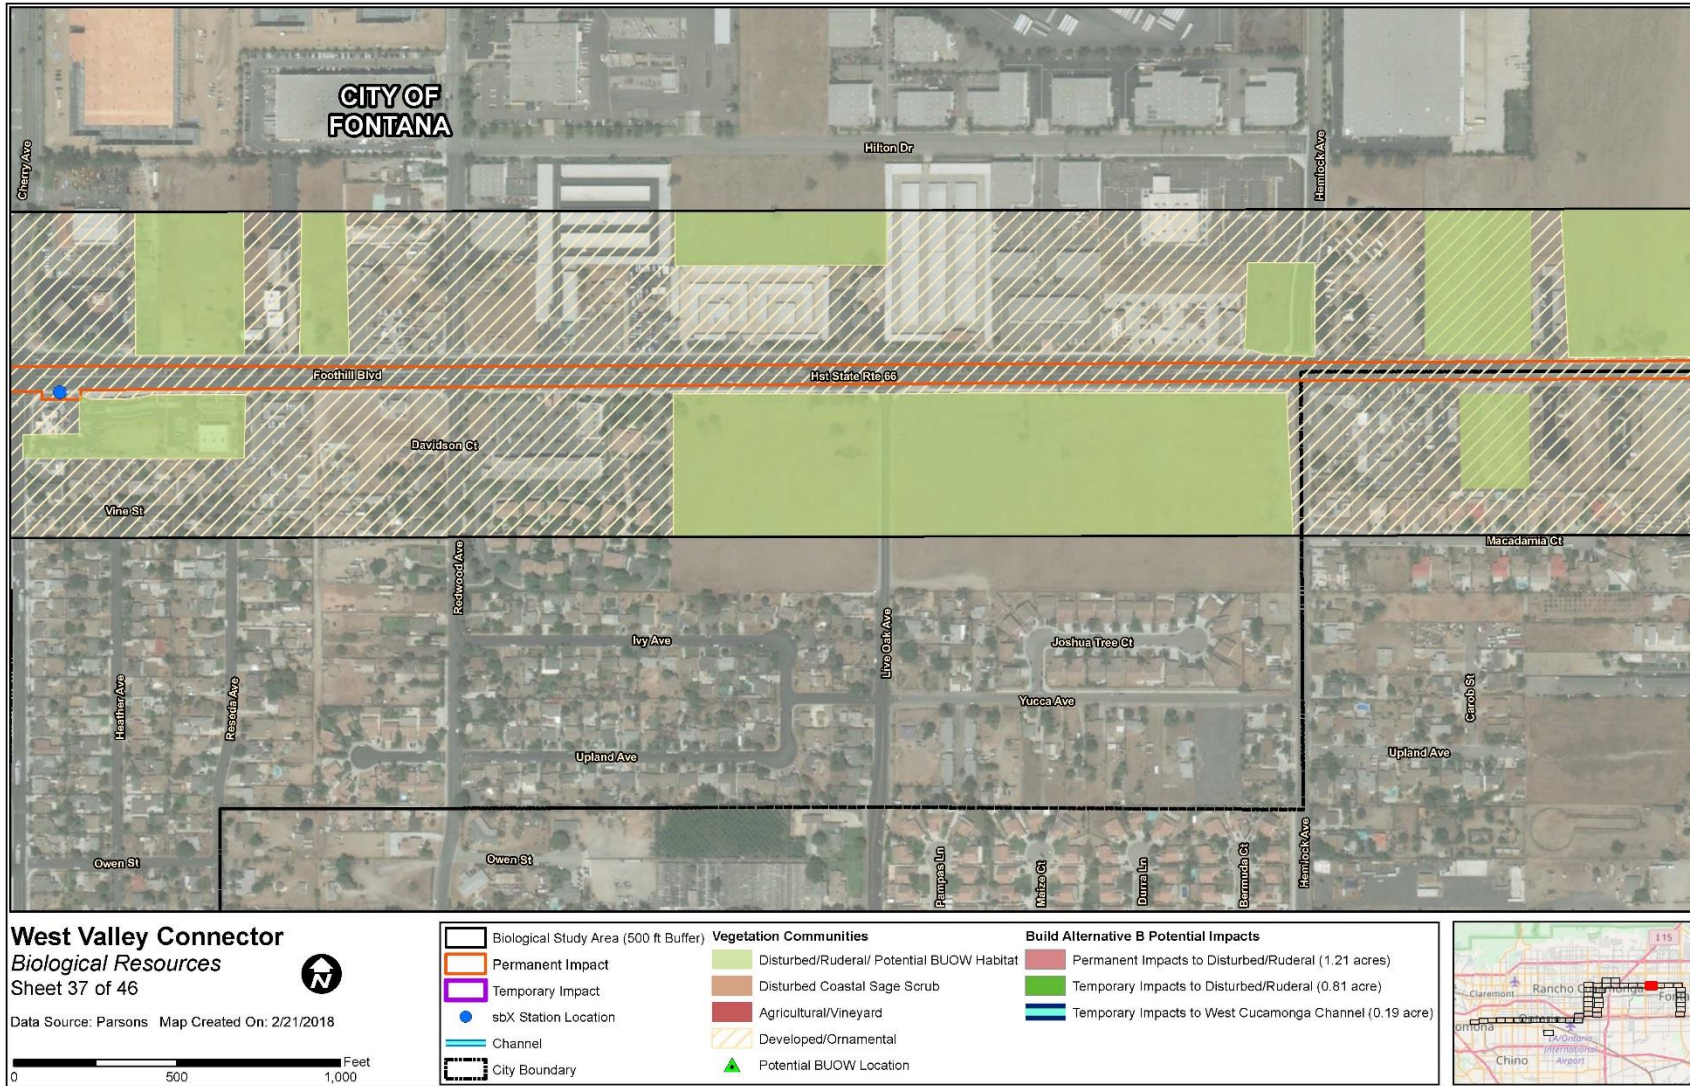 CITY OF
FONTANA
Cherry Ave
Hilton Dr
Hemlock Ave
Foothill Blvd
Hst State Rte 66
Davidson Ct
Vine St
Macadamia Ct
Redwood Ave
Live Oak Ave
Ivy Ave
Joshua Tree Ct
Heather Ave
Reseda Ave
Yucca Ave
Carob St
Upland Ave
Upland Ave
Owen St
Owen St
Pampas Ln
Maize Ct
Durra Ln
Bermuda Ct
Hemlock Ave
West Valley Connector
Biological Resources
Sheet 37 of 46
N
Data Source: Parsons Map Created On: 2/21/2018
Feet
0 500 1,000
Biological Study Area (500 ft Buffer)
Permanent Impact
Temporary Impact
sbX Station Location
Channel
City Boundary
Vegetation Communities
Disturbed/Ruderal/ Potential BUOW Habitat
Disturbed Coastal Sage Scrub
Agricultural/Vineyard
Developed/Ornamental
Potential BUOW Location
Build Alternative B Potential Impacts
Permanent Impacts to Disturbed/Ruderal (1.21 acres)
Temporary Impacts to Disturbed/Ruderal (0.81 acre)
Temporary Impacts to West Cucamonga Channel (0.19 acre)
I 15
Claremont
Rancho
Fonta
omona
LA/Ontario
International
Airport
Chino